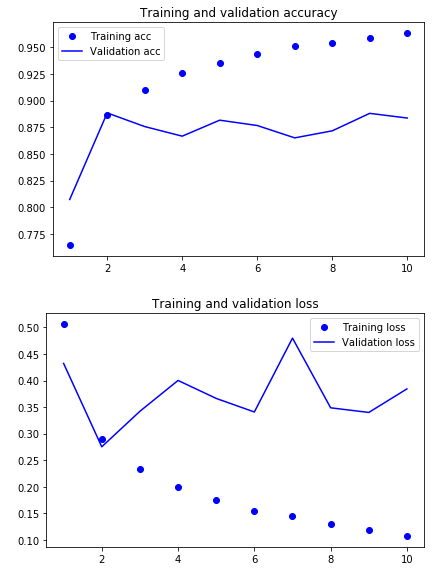 Training and validation accuracy
Training acc
Validation acc
0.950
0.925
0.900
0.875
0.850
0.825
0.800
0.775
2 4 6 8 10
Training and validation loss
Training loss
Validation loss
0.50
0.45
0.40
0.35
0.30
0.25
0.20
0.15
0.10
2 4 6 8 10